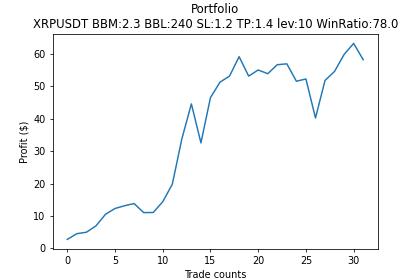 Portfolio
XRPUSDT BBM:2.3 BBL:240 SL:1.2 TP:1.4 lev:10 WinRatio:78.0
60
50
40
30
20
10
0
Profit ($)
0 5 10 15 20 25 30
Trade counts